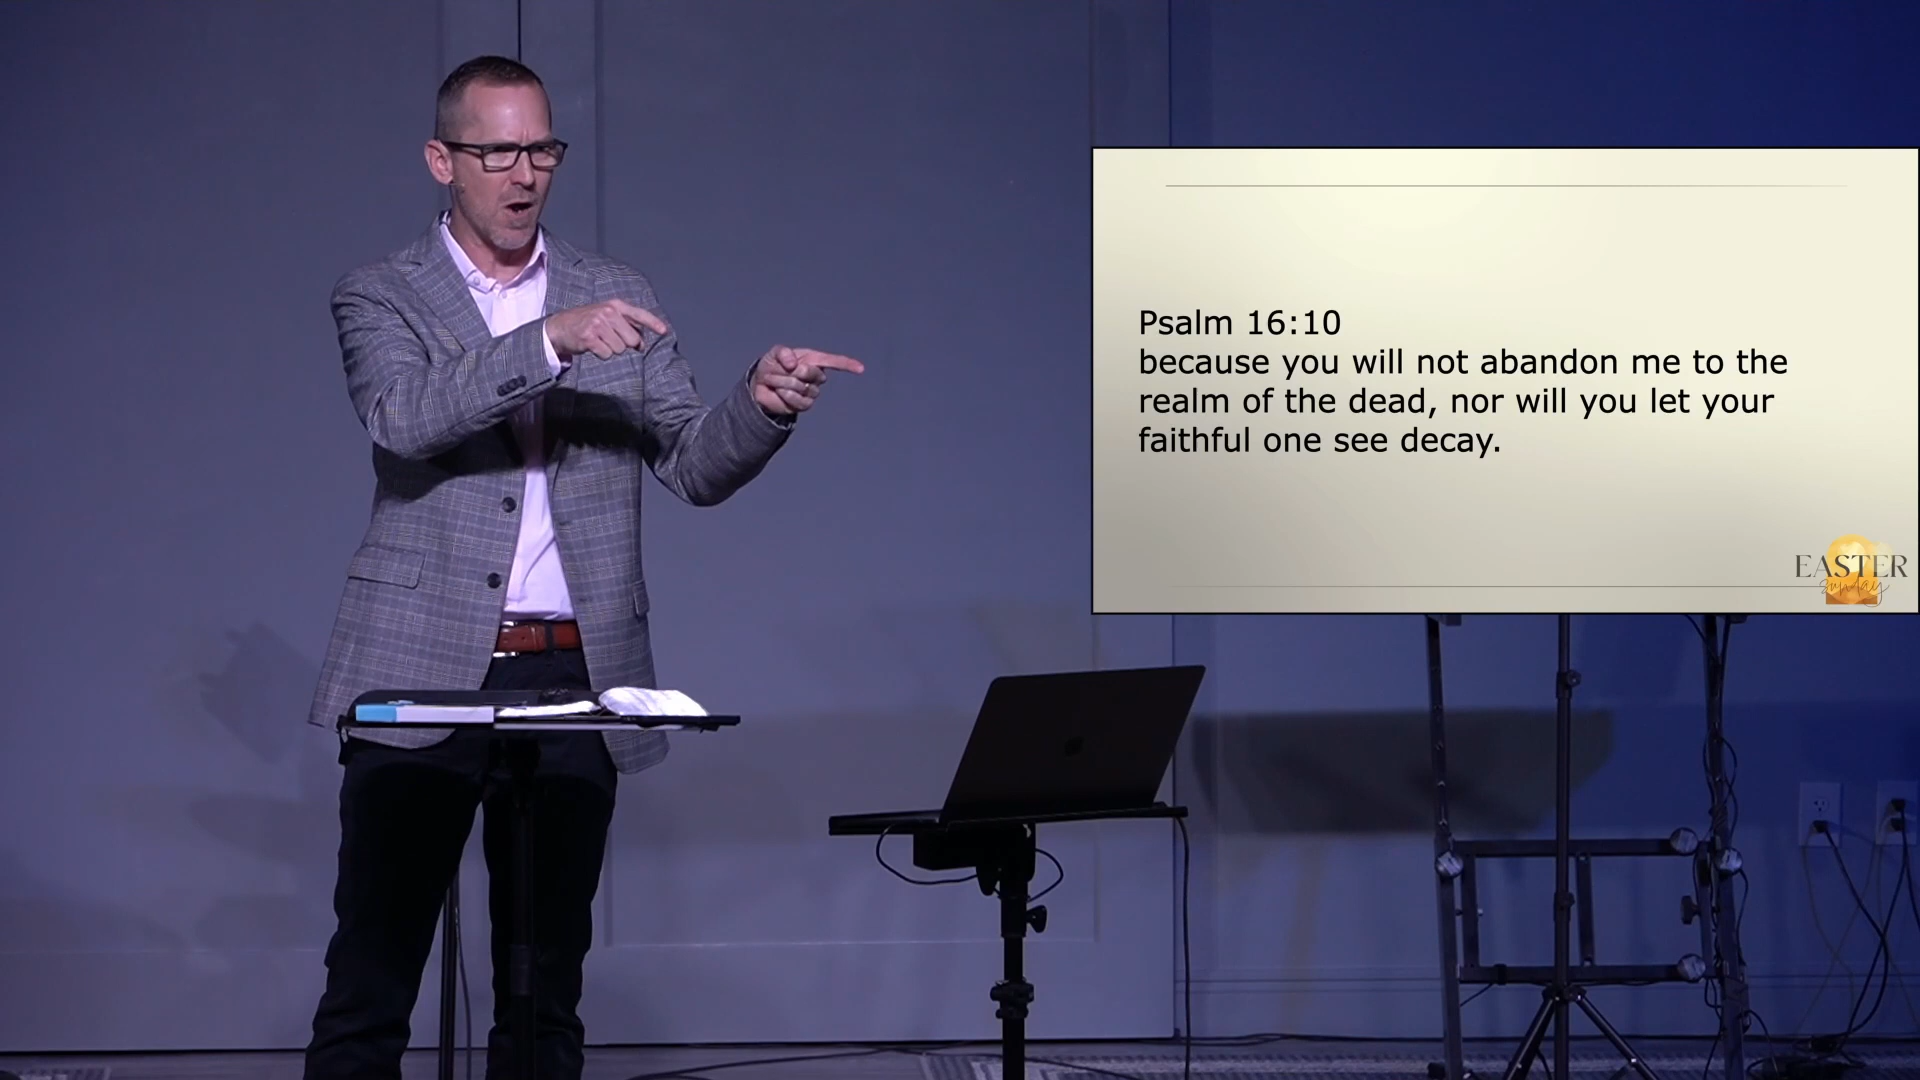 Psalm 16:10
because you will not abandon me to the
realm of the dead, nor will you let your
faithful one see decay.
EASTER
sunday